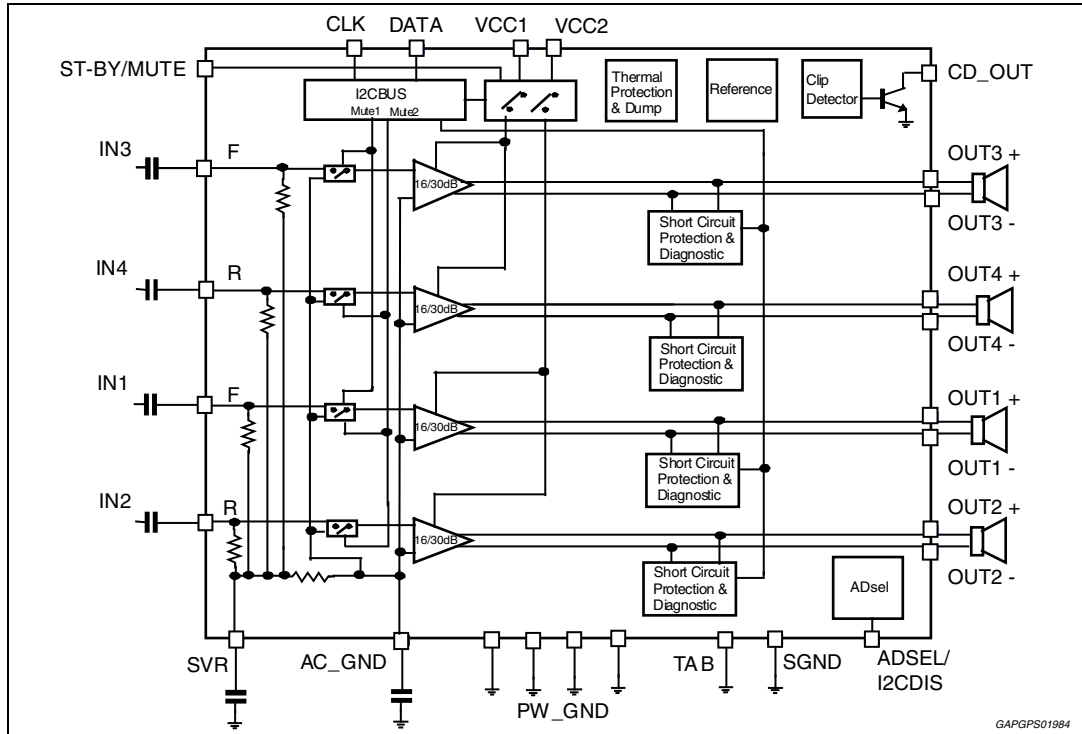 CLK
DATA
VCC1
VCC2
ST-BY/MUTE
I2CBUS
Mute1 Mute2
Thermal
Protection
& Dump
Reference
Clip
Detector
CD_OUT
IN3
F
16/30dB
OUT3 +
OUT3 -
Short Circuit
Protection &
Diagnostic
IN4
R
16/30dB
OUT4 +
OUT4 -
Short Circuit
Protection &
Diagnostic
IN1
F
16/30dB
OUT1 +
OUT1 -
Short Circuit
Protection &
Diagnostic
IN2
R
16/30dB
OUT2 +
OUT2 -
Short Circuit
Protection &
Diagnostic
ADsel
SVR
AC_GND
PW_GND
TAB
SGND
ADSEL/
I2CDIS
GAPGPS01984